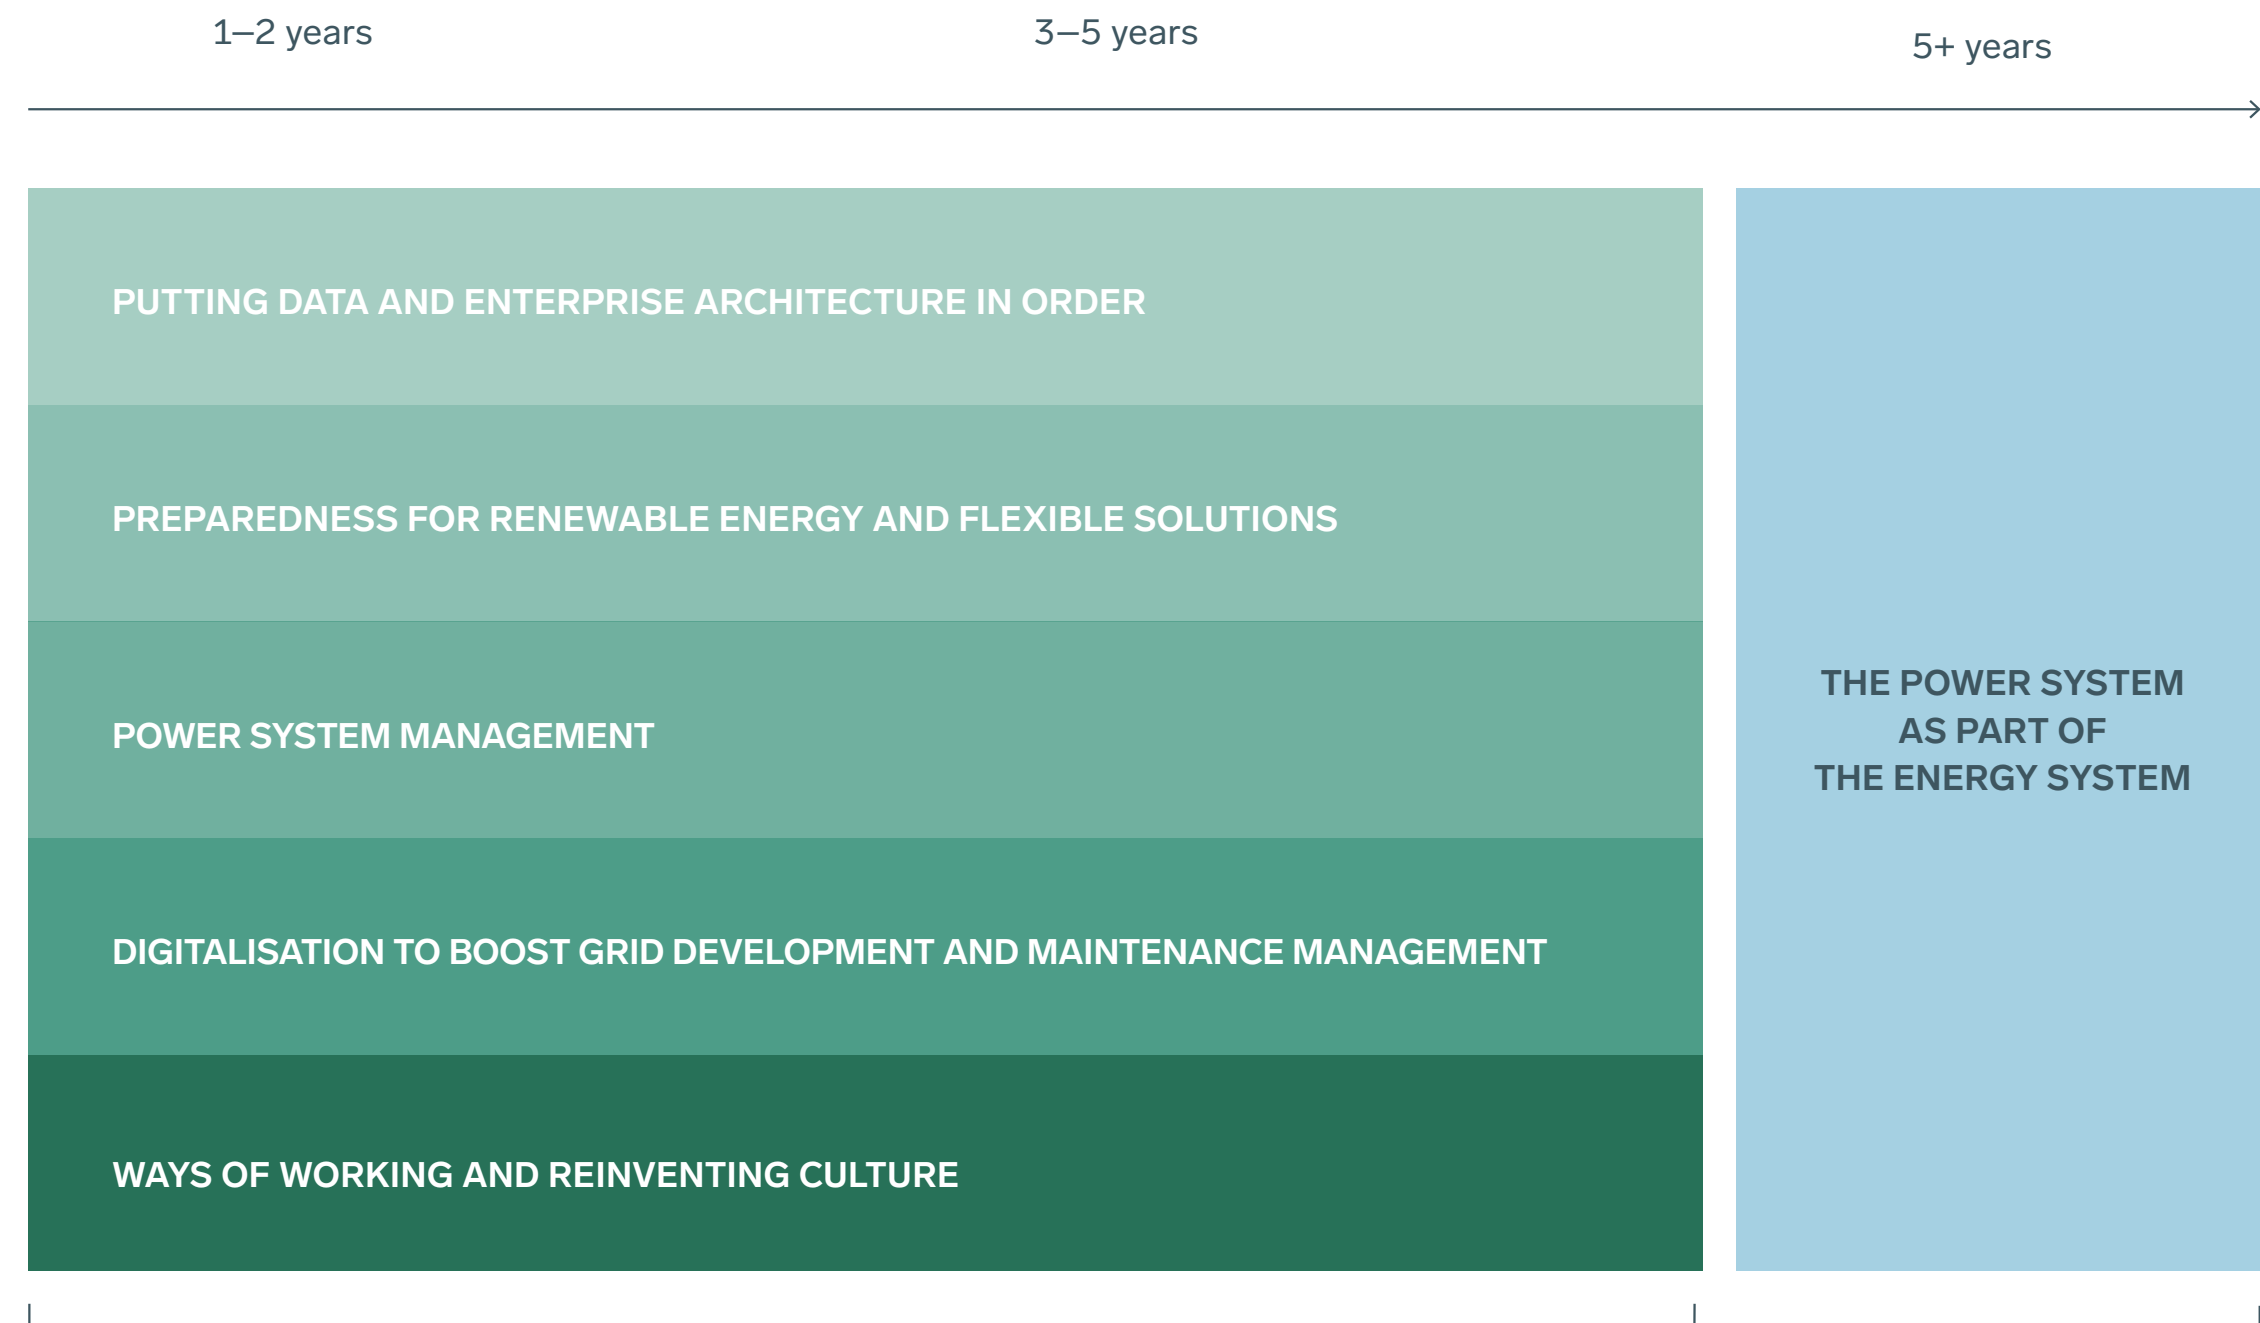 1–2 years
3–5 years
5+ years
PUTTING DATA AND ENTERPRISE ARCHITECTURE IN ORDER
PREPAREDNESS FOR RENEWABLE ENERGY AND FLEXIBLE SOLUTIONS
POWER SYSTEM MANAGEMENT
DIGITALISATION TO BOOST GRID DEVELOPMENT AND MAINTENANCE MANAGEMENT
WAYS OF WORKING AND REINVENTING CULTURE
THE POWER SYSTEM
AS PART OF
THE ENERGY SYSTEM